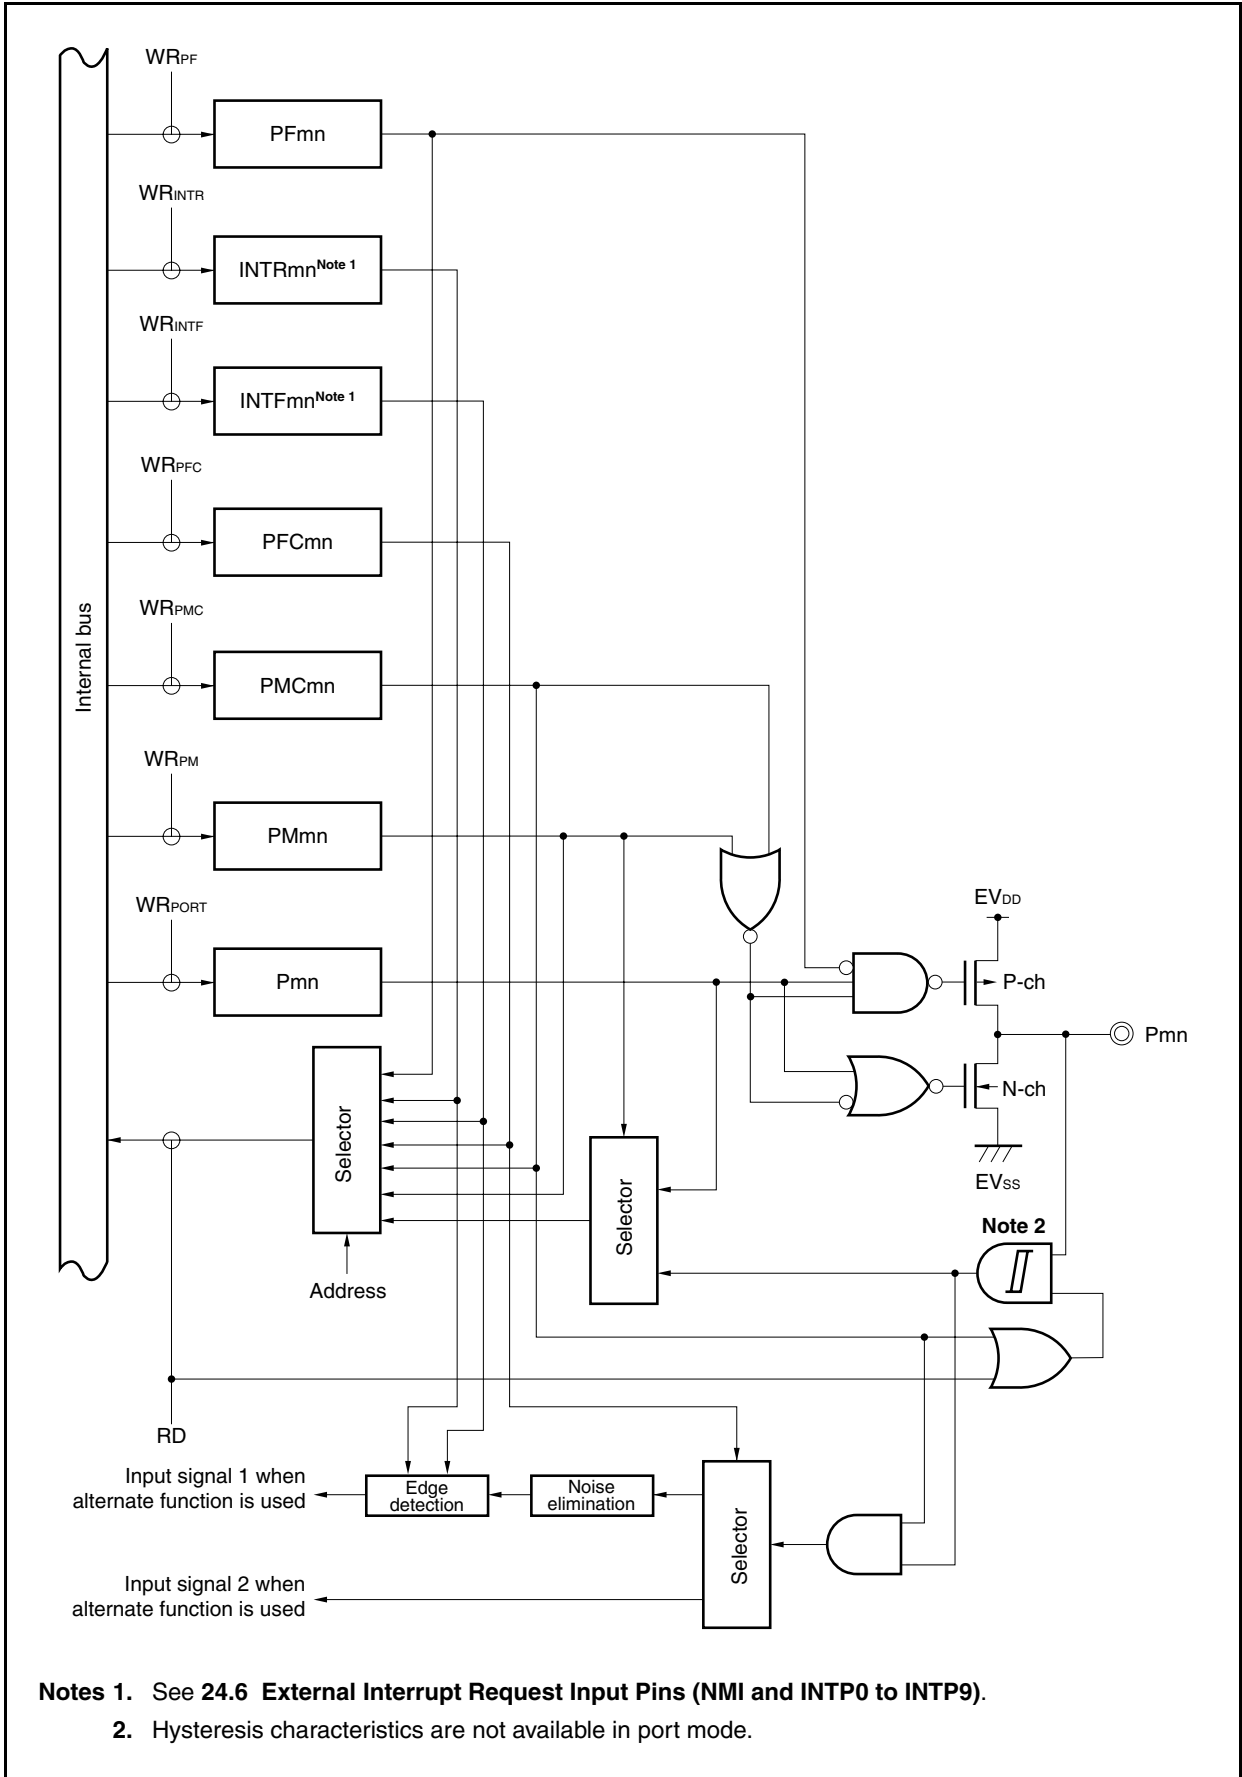 WRPF
PFmn
WRINTR
INTRmnNote 1
WRINTF
INTFmnNote 1
WRPFC
PFCmn
Internal bus
WRPMC
PMCmn
WRPM
PMmn
WRPORT
Pmn
EVDD
P-ch
Pmn
N-ch
EVSS
Selector
Selector
Address
Note 2
RD
Input signal 1 when
alternate function is used
Edge
detection
Noise
elimination
Selector
Input signal 2 when
alternate function is used
Notes 1. See 24.6 External Interrupt Request Input Pins (NMI and INTP0 to INTP9).
2. Hysteresis characteristics are not available in port mode.